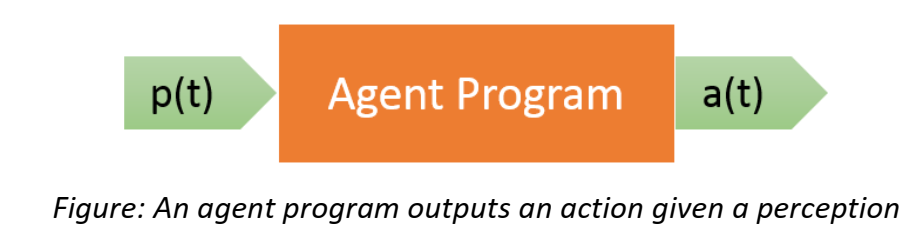 p(t) Agent Program a(t)
Figure: An agent program outputs an action given a perception